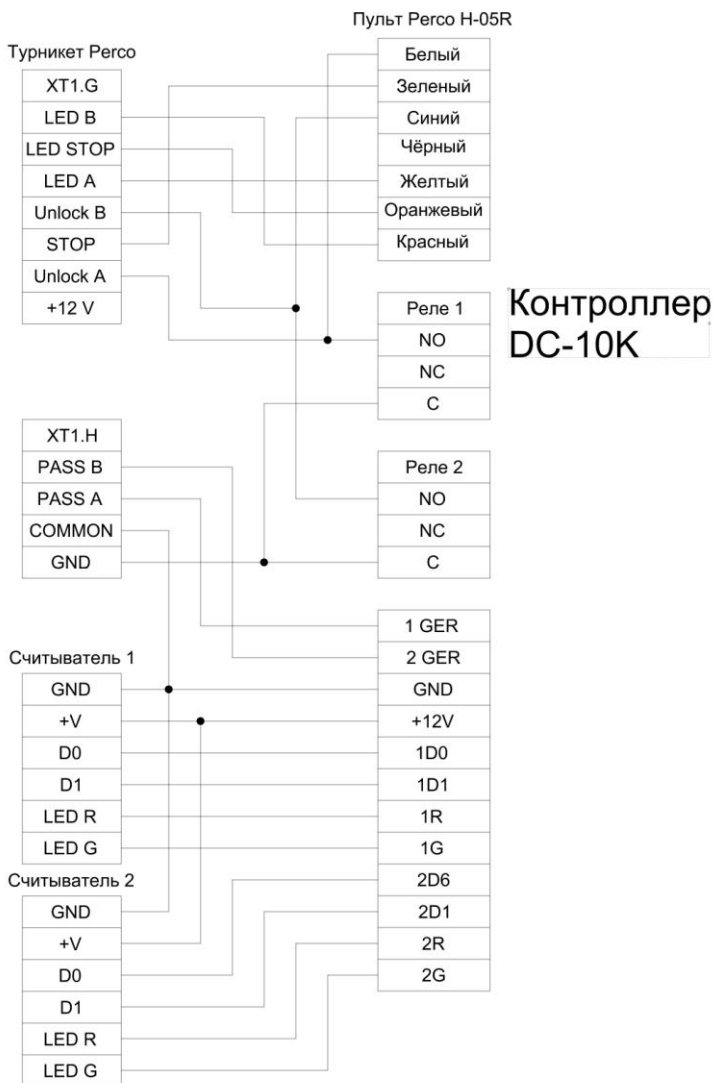 Пульт Perco H-05R
Турникет Perco
Белый
XT1.G
Зеленый
LED B
Синий
LED STOP
Чёрный
LED A
Желтый
Unlock B
Оранжевый
STOP
Красный
Unlock A
+12 V
Реле 1
Контроллер
DC-10K
NO
NC
C
XT1.H
PASS B
Реле 2
PASS A
NO
COMMON
NC
GND
C
1 GER
Считыватель 1
2 GER
GND
GND
+V
+12V
D0
1D0
D1
1D1
LED R
1R
LED G
1G
Считыватель 2
2D6
GND
2D1
+V
2R
D0
2G
D1
LED R
LED G